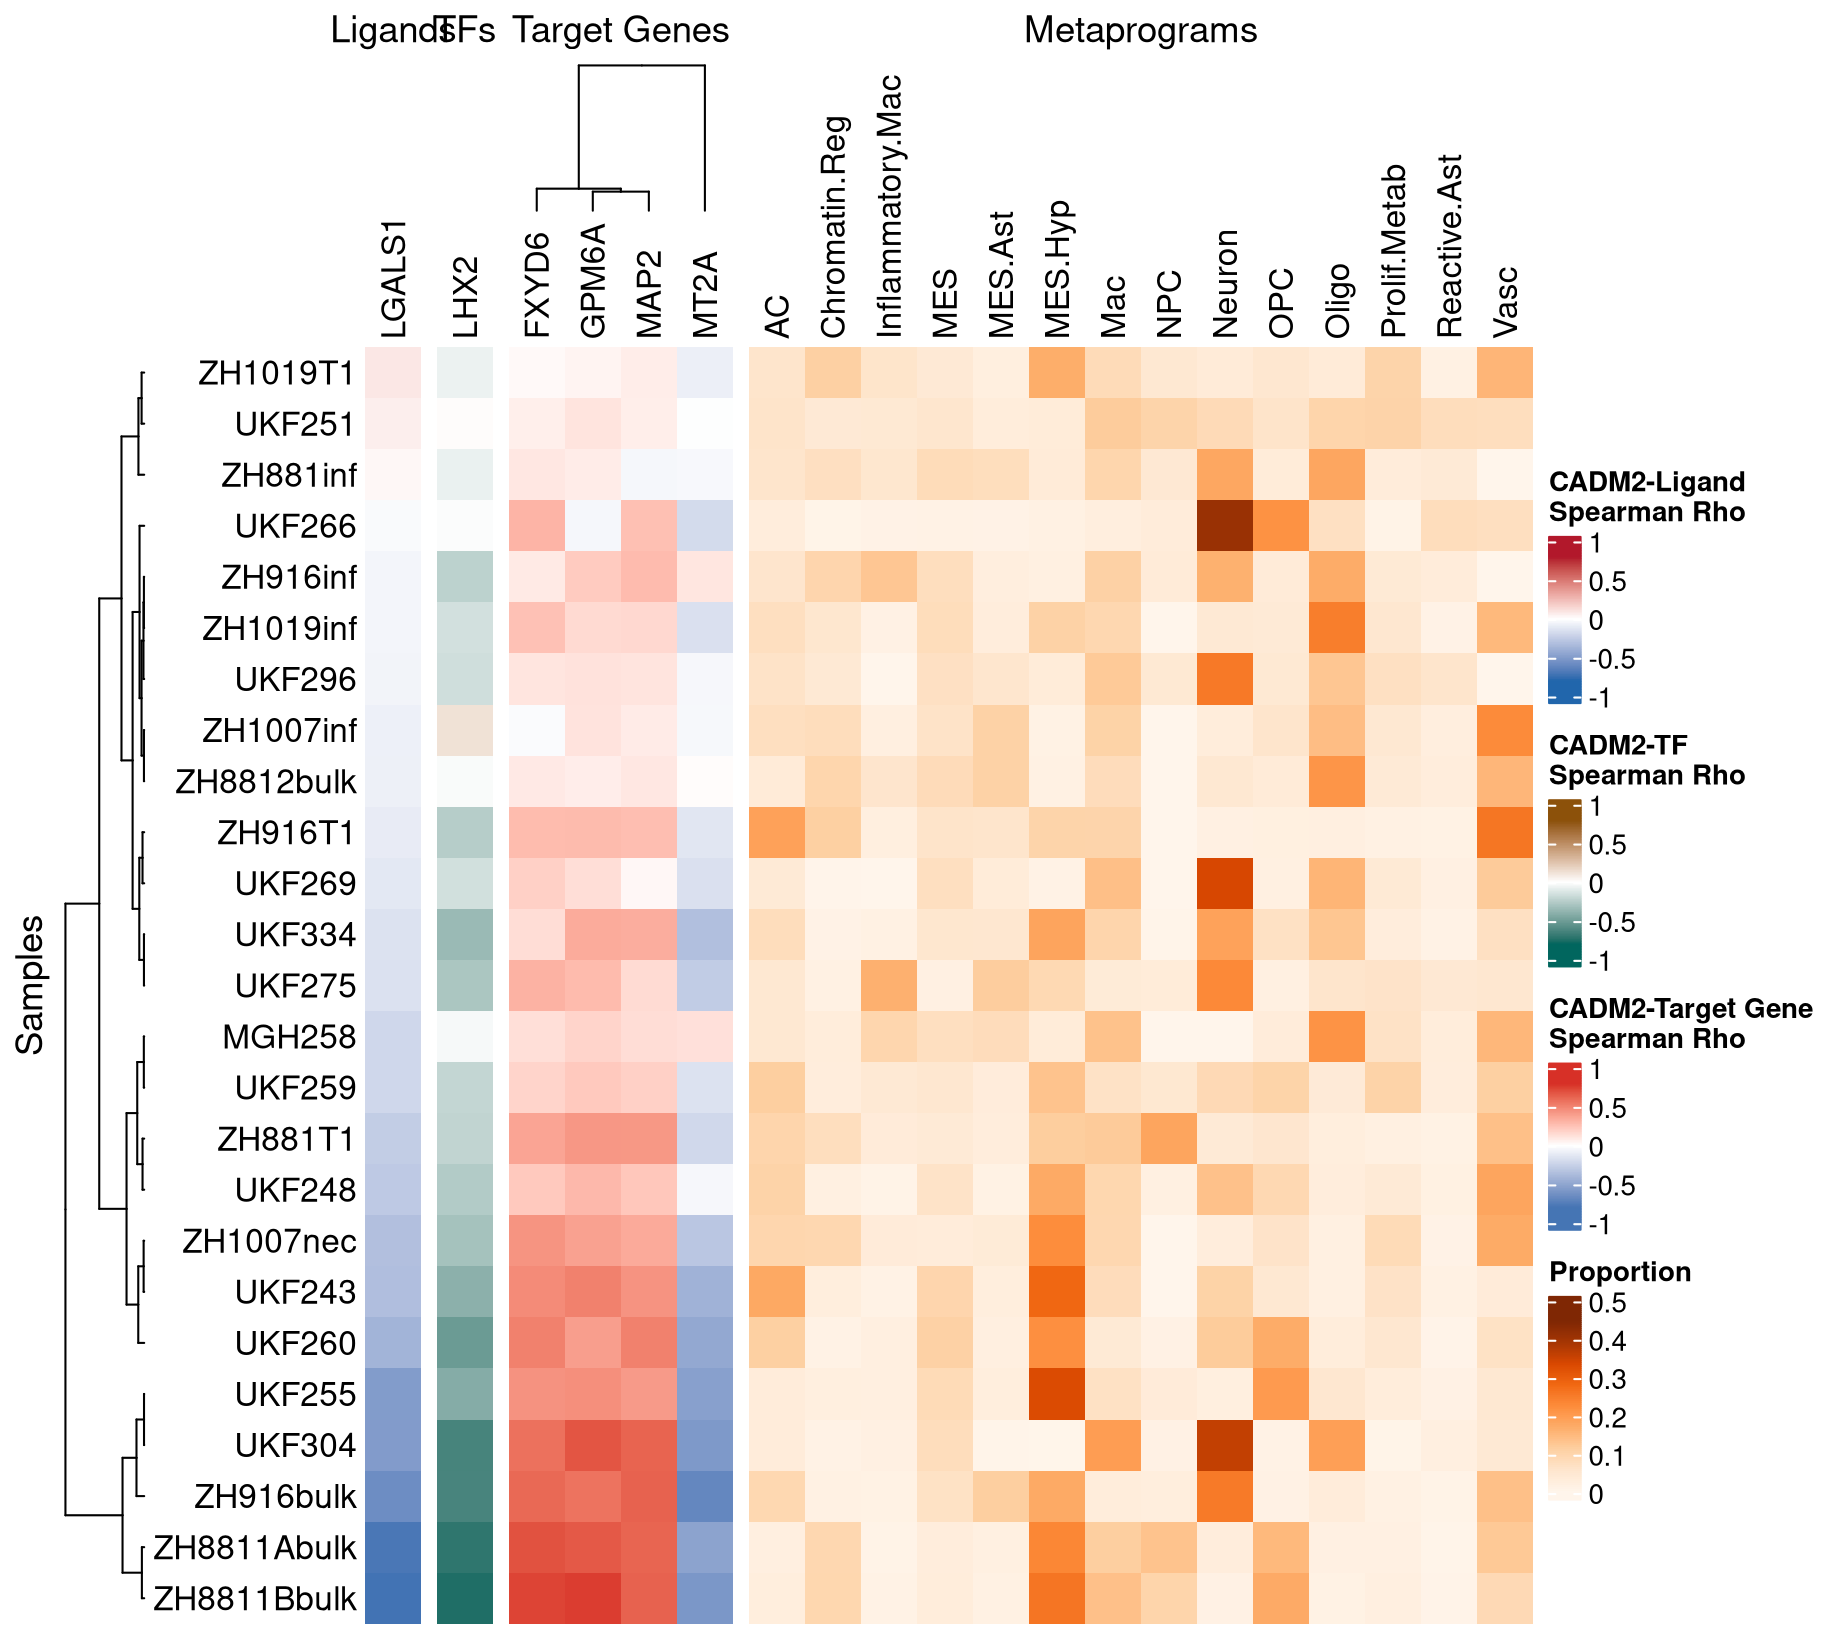 Ligands TFs Target Genes Metaprograms
LGALS1
LHX2
FXYD6
GPM6A
MAP2
MT2A
AC
Chromatin.Reg
Inflammatory.Mac
MES
MES.Ast
MES.Hyp
Mac
NPC
Neuron
OPC
Oligo
Prolif.Metab
Reactive.Ast
Vasc
Samples
ZH1019T1
UKF251
ZH881inf
UKF266
ZH916inf
ZH1019inf
UKF296
ZH1007inf
ZH8812bulk
ZH916T1
UKF269
UKF334
UKF275
MGH258
UKF259
ZH881T1
UKF248
ZH1007nec
UKF243
UKF260
UKF255
UKF304
ZH916bulk
ZH8811Abulk
ZH8811Bbulk
CADM2-Ligand
Spearman Rho
1
0.5
0
-0.5
-1
CADM2-TF
Spearman Rho
1
0.5
0
-0.5
-1
CADM2-Target Gene
Spearman Rho
1
0.5
0
-0.5
-1
Proportion
0.5
0.4
0.3
0.2
0.1
0